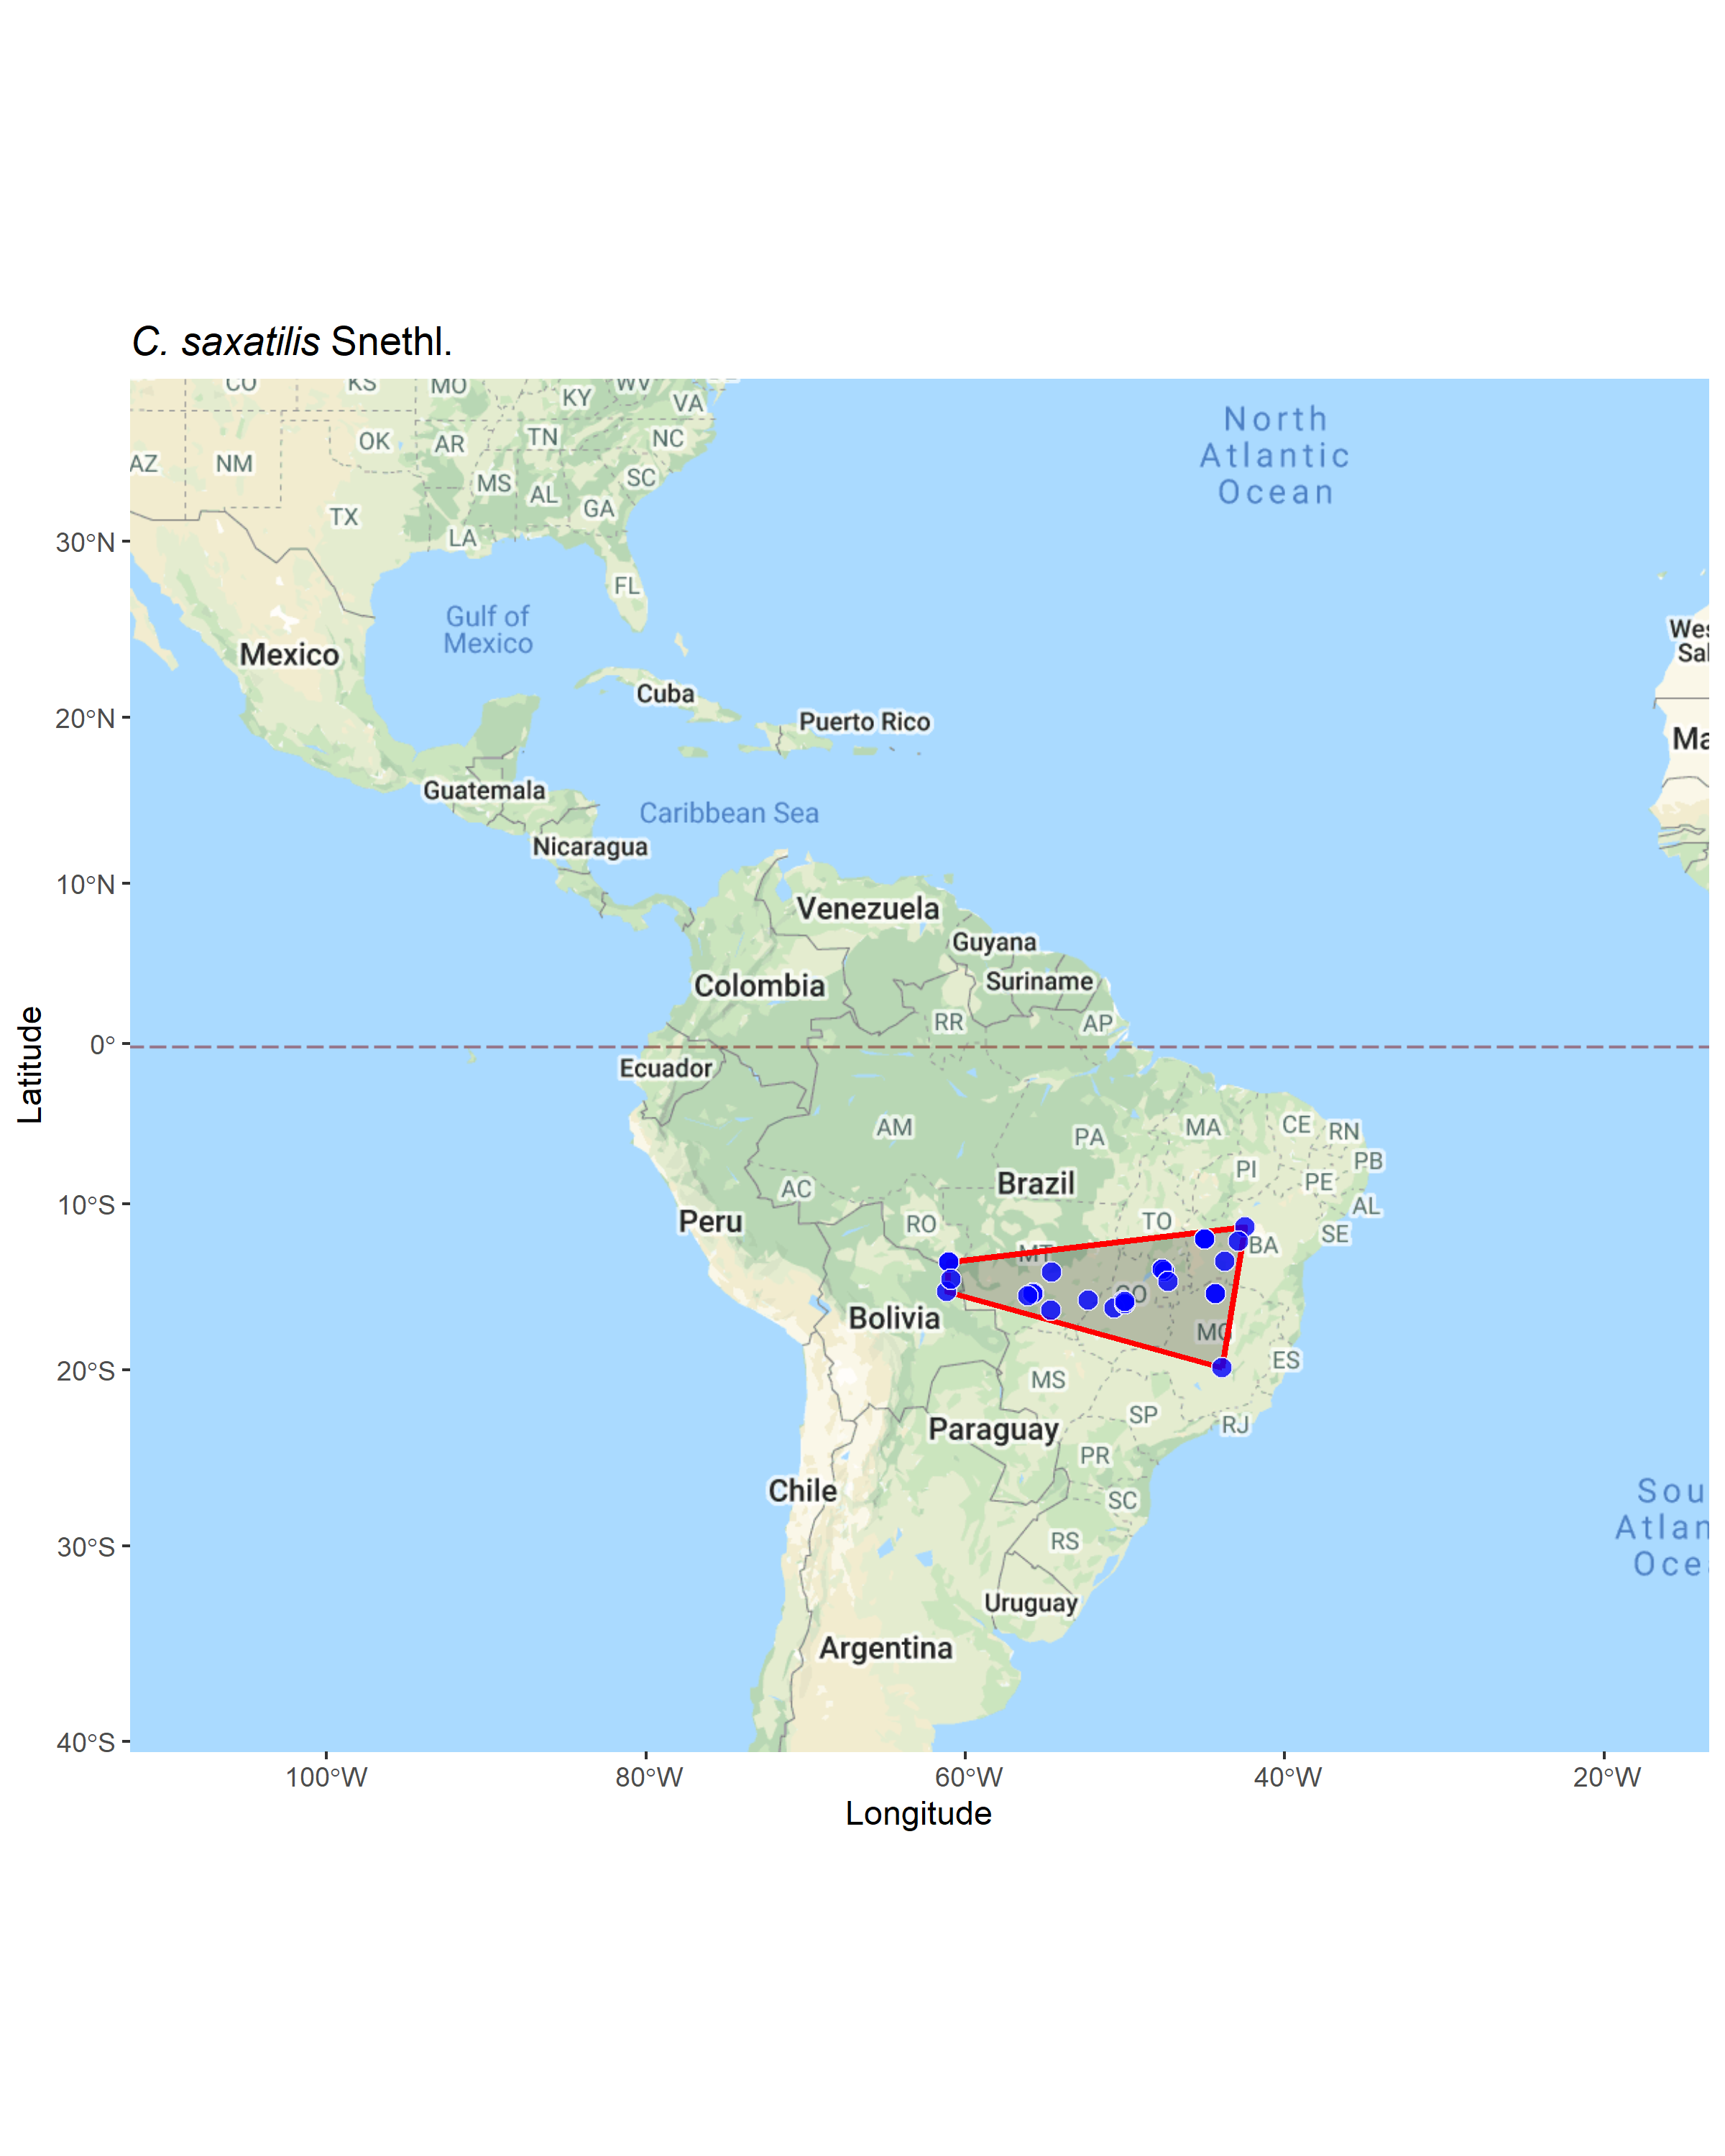 C. saxatilis Snethl.
CO
KS
MO
WV
KY
VA
OK
AR
TN
NC
AZ
NM
MS
AL
SC
TX
GA
LA
FL
North
Atlantic
Ocean
30°N
Gulf of
Mexico
Mexico
Wes
Sal
Cuba
20°N
Puerto Rico
Ma
Guatemala
Caribbean Sea
Nicaragua
10°N
Venezuela
Guyana
Colombia
Suriname
RR
AP
0°
Ecuador
Latitude
AM
PA
MA
CE
RN
PI
PB
Brazil
PE
AC
10°S
AL
Peru
RO
TO
SE
MT
BA
GO
Bolivia
MG
20°S
ES
MS
SP
RJ
Paraguay
PR
Chile
SC
Sou
Atlan
Ocea
30°S
RS
Uruguay
Argentina
40°S
100°W
80°W
60°W
40°W
20°W
Longitude